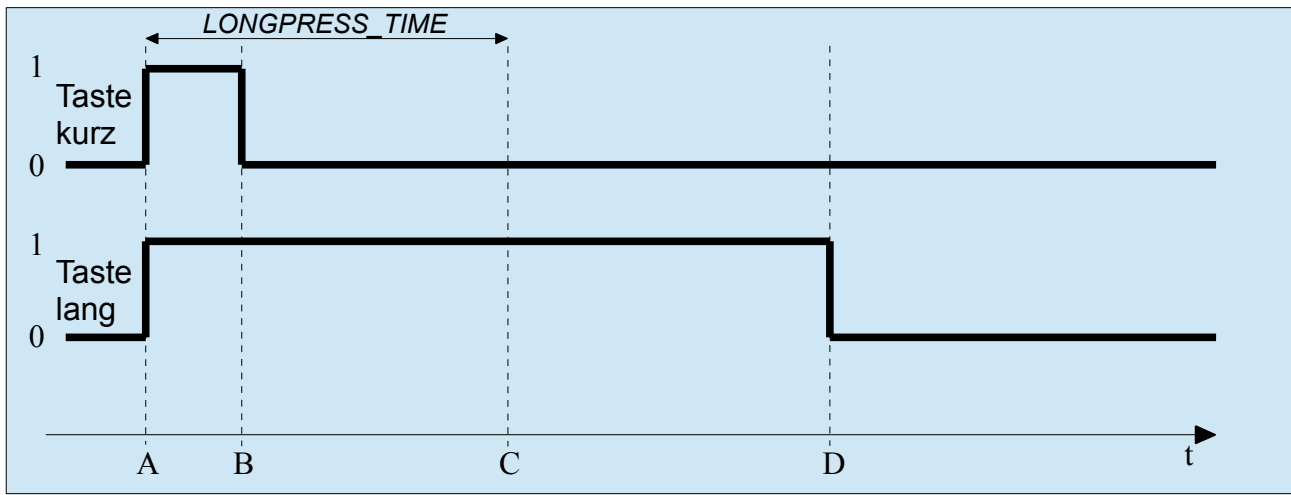 LONGPRESS_TIME
1
Taste
kurz
0
1
Taste
lang
0
A B C D t